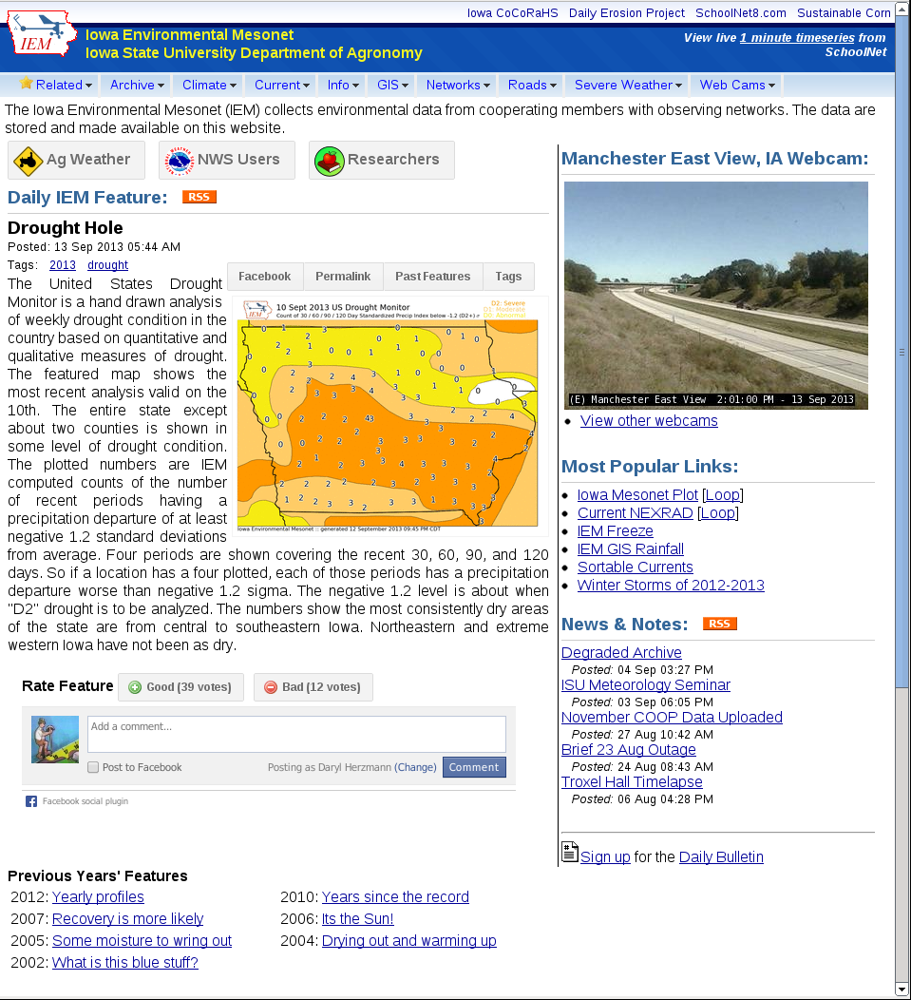 Iowa CoCoRaHS Daily Erosion Project SchoolNet8.com Sustainable Corn
IEM
Iowa Environmental Mesonet
Iowa State University Department of Agronomy
View live 1 minute timeseries from
SchoolNet
Related Archive Climate Current Info GIS Networks Roads Severe Weather Web Cams
The Iowa Environmental Mesonet (IEM) collects environmental data from cooperating members with observing networks. The data are
stored and made available on this website.
Ag Weather NWS Users Researchers
Daily IEM Feature: RSS
Drought Hole
Posted: 13 Sep 2013 05:44 AM
Tags: 2013 drought
Facebook Permalink Past Features Tags
The United States Drought
Monitor is a hand drawn analysis
of weekly drought condition in the
country based on quantitative and
qualitative measures of drought.
The featured map shows the
most recent analysis valid on the
10th. The entire state except
about two counties is shown in
some level of drought condition.
The plotted numbers are IEM
computed counts of the number
of recent periods having a
precipitation departure of at least
negative 1.2 standard deviations
from average. Four periods are shown covering the recent 30, 60, 90, and 120
days. So if a location has a four plotted, each of those periods has a precipitation
departure worse than negative 1.2 sigma. The negative 1.2 level is about when
"D2" drought is to be analyzed. The numbers show the most consistently dry areas
of the state are from central to southeastern Iowa. Northeastern and extreme
western Iowa have not been as dry.
IEM
10 Sept 2013 US Drought Monitor
Count of 30 / 60 / 90 / 120 Day Standardized Precip Index below -1.2 (D2+)
D2: Severe
D1: Moderate
D0: Abnormal
Iowa Environmental Mesonet :: generated 12 September 2013 09:45 PM CDT
Rate Feature Good (39 votes) Bad (12 votes)
Add a comment...
Post to Facebook Posting as Daryl Herzmann (Change) Comment
Facebook social plugin
Previous Years' Features
2012: Yearly profiles 2010: Years since the record
2007: Recovery is more likely 2006: Its the Sun!
2005: Some moisture to wring out 2004: Drying out and warming up
2002: What is this blue stuff?
Manchester East View, IA Webcam:
(E) Manchester East View 2:01:00 PM - 13 Sep 2013
View other webcams
Most Popular Links:
Iowa Mesonet Plot [Loop]
Current NEXRAD [Loop]
IEM Freeze
IEM GIS Rainfall
Sortable Currents
Winter Storms of 2012-2013
News & Notes: RSS
Degraded Archive
Posted: 04 Sep 03:27 PM
ISU Meteorology Seminar
Posted: 03 Sep 06:05 PM
November COOP Data Uploaded
Posted: 27 Aug 10:42 AM
Brief 23 Aug Outage
Posted: 24 Aug 08:43 AM
Troxel Hall Timelapse
Posted: 06 Aug 04:28 PM
Sign up for the Daily Bulletin